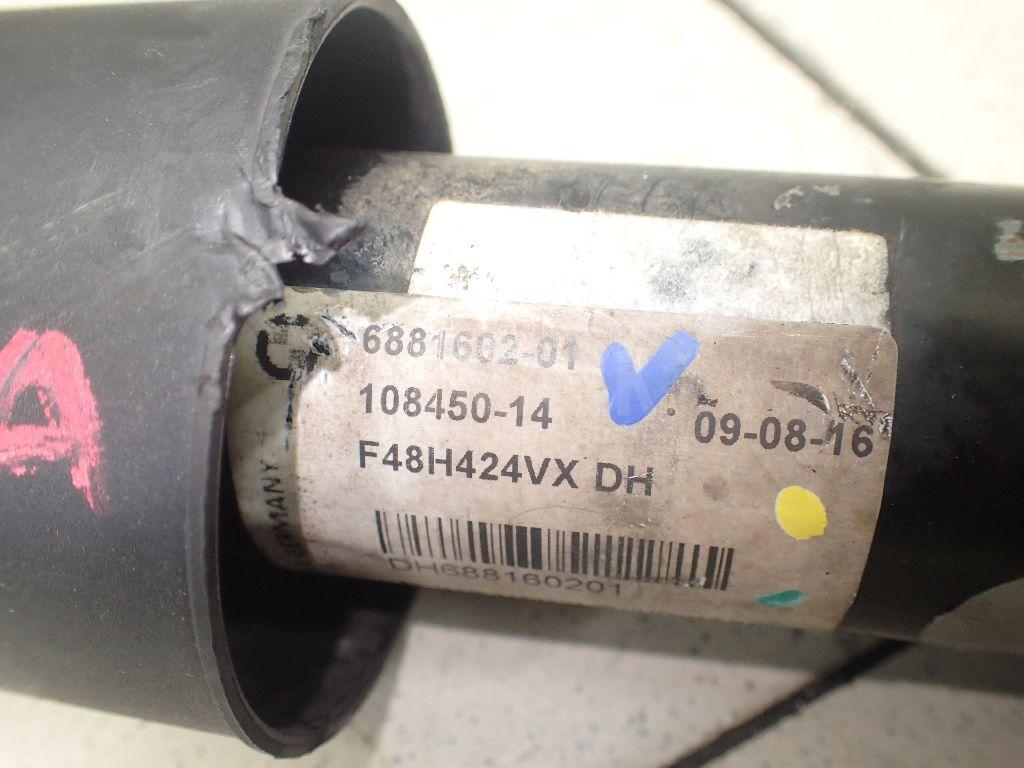 6881602-01
108450-14
09-08-16
F48H424VX DH
GERMANY
DH688160201
A